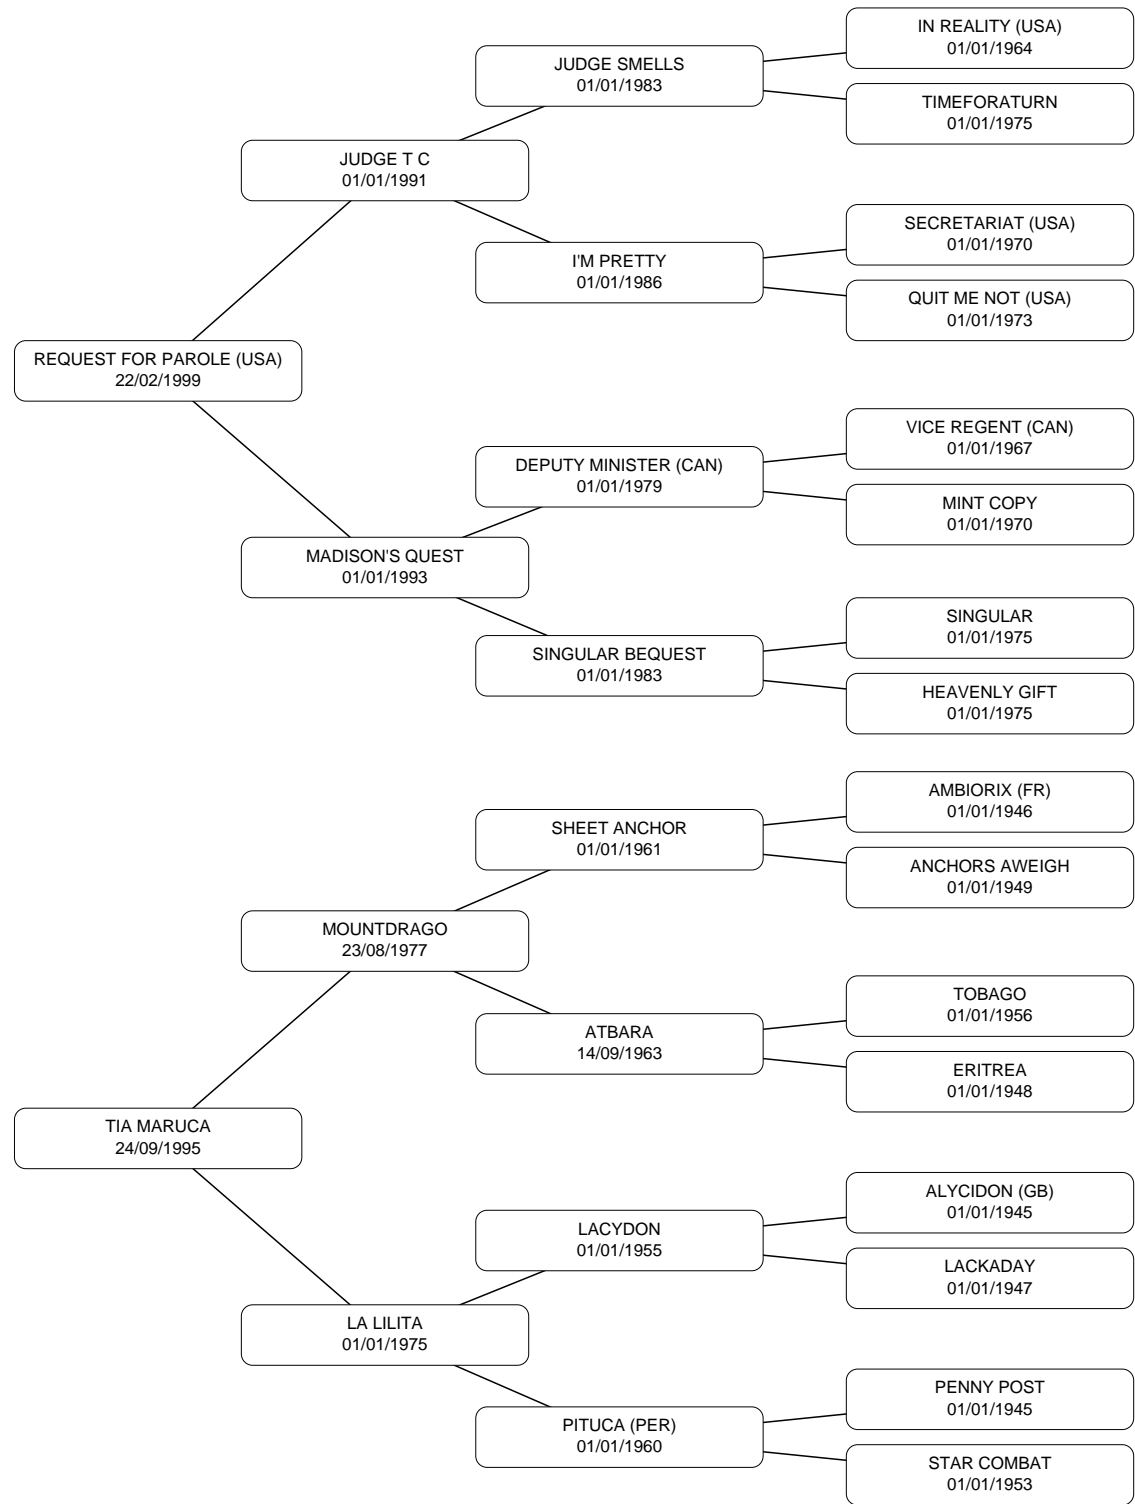 IN REALITY (USA)
01/01/1964
JUDGE SMELLS
01/01/1983
TIMEFORATURN
01/01/1975
JUDGE T C
01/01/1991
SECRETARIAT (USA)
01/01/1970
I'M PRETTY
01/01/1986
QUIT ME NOT (USA)
01/01/1973
REQUEST FOR PAROLE (USA)
22/02/1999
VICE REGENT (CAN)
01/01/1967
DEPUTY MINISTER (CAN)
01/01/1979
MINT COPY
01/01/1970
MADISON'S QUEST
01/01/1993
SINGULAR
01/01/1975
SINGULAR BEQUEST
01/01/1983
HEAVENLY GIFT
01/01/1975
AMBIORIX (FR)
01/01/1946
SHEET ANCHOR
01/01/1961
ANCHORS AWEIGH
01/01/1949
MOUNTDRAGO
23/08/1977
TOBAGO
01/01/1956
ATBARA
14/09/1963
ERITREA
01/01/1948
TIA MARUCA
24/09/1995
ALYCIDON (GB)
01/01/1945
LACYDON
01/01/1955
LACKADAY
01/01/1947
LA LILITA
01/01/1975
PENNY POST
01/01/1945
PITUCA (PER)
01/01/1960
STAR COMBAT
01/01/1953